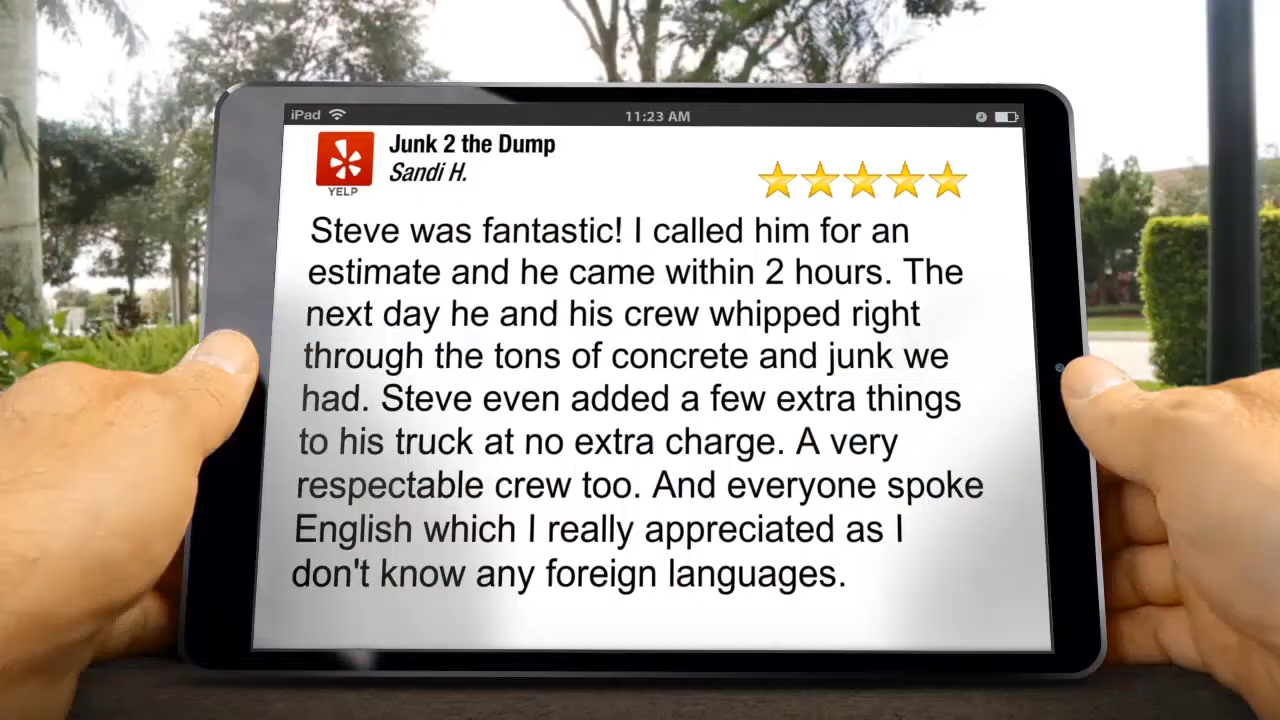 iPad 11:23 AM
Junk 2 the Dump
Sandi H.
YELP
Steve was fantastic! I called him for an
estimate and he came within 2 hours. The
next day he and his crew whipped right
through the tons of concrete and junk we
had. Steve even added a few extra things
to his truck at no extra charge. A very
respectable crew too. And everyone spoke
English which I really appreciated as I
don't know any foreign languages.